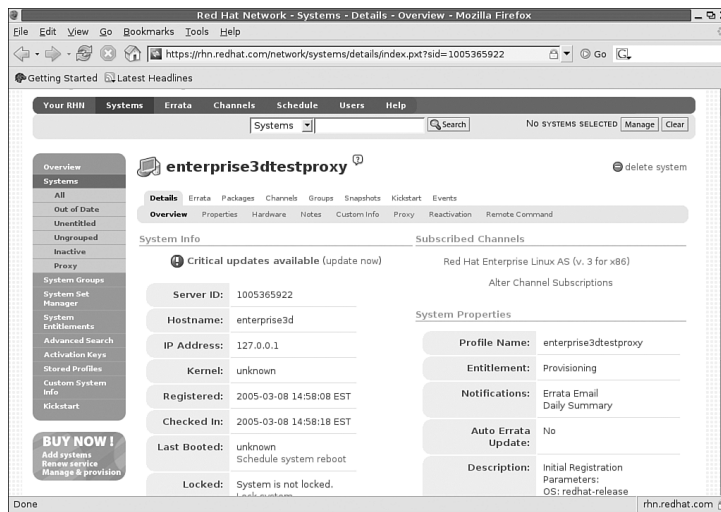 Red Hat Network - Systems - Details - Overview - Mozilla Firefox
File Edit View Go Bookmarks Tools Help
https://rhn.redhat.com/network/systems/details/index.pxt?sid=1005365922 Go G
Getting Started Latest Headlines
Your RHN Systems Errata Channels Schedule Users Help
Systems Search No SYSTEMS SELECTED Manage Clear
Overview
Systems
All
Out of Date
Unentitled
Ungrouped
Inactive
Proxy
System Groups
System Set
Manager
System
Entitlements
Advanced Search
Activation Keys
Stored Profiles
Custom System
Info
Kickstart
BUY NOW !
Add systems
Renew service
Manage & provision
enterprise3dtestproxy ? delete system
Details Errata Packages Channels Groups Snapshots Kickstart Events
Overview Properties Hardware Notes Custom Info Proxy Reactivation Remote Command
System Info
Critical updates available (update now)
Server ID: 1005365922
Hostname: enterprise3d
IP Address: 127.0.0.1
Kernel: unknown
Registered: 2005-03-08 14:58:08 EST
Checked In: 2005-03-08 14:58:18 EST
Last Booted: unknown
Schedule system reboot
Locked: System is not locked.
Lock system
Subscribed Channels
Red Hat Enterprise Linux AS (v. 3 for x86)
Alter Channel Subscriptions
System Properties
Profile Name: enterprise3dtestproxy
Entitlement: Provisioning
Notifications: Errata Email
Daily Summary
Auto Errata
Update: No
Description: Initial Registration
Parameters:
OS: redhat-release
Done rhn.redhat.com